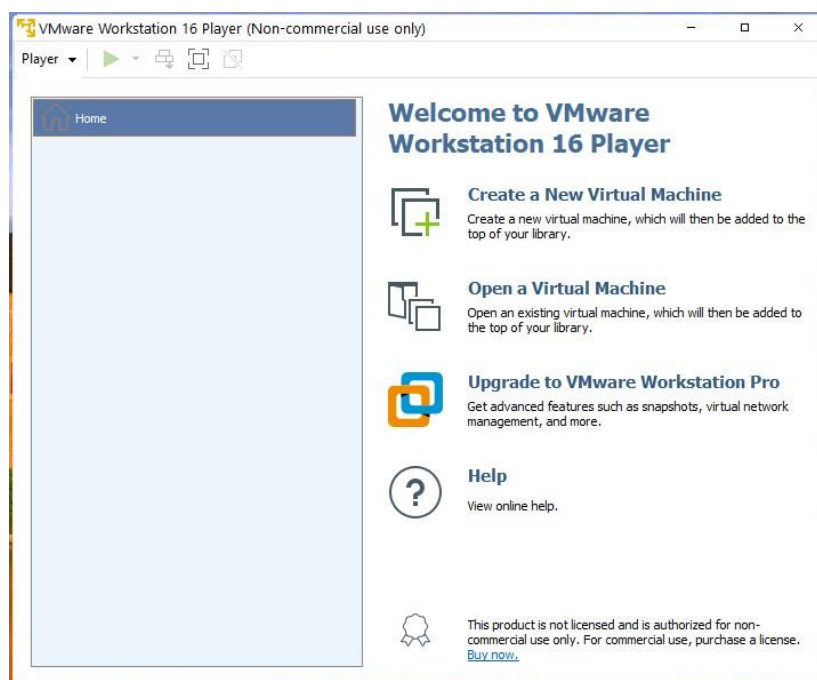 VMware Workstation 16 Player (Non-commercial use only)
Player
Home
Welcome to VMware
Workstation 16 Player
Create a New Virtual Machine
Create a new virtual machine, which will then be added to the
top of your library.
Open a Virtual Machine
Open an existing virtual machine, which will then be added to
the top of your library.
Upgrade to VMware Workstation Pro
Get advanced features such as snapshots, virtual network
management, and more.
Help
View online help.
This product is not licensed and is authorized for non-
commercial use only. For commercial use, purchase a license.
Buy now.